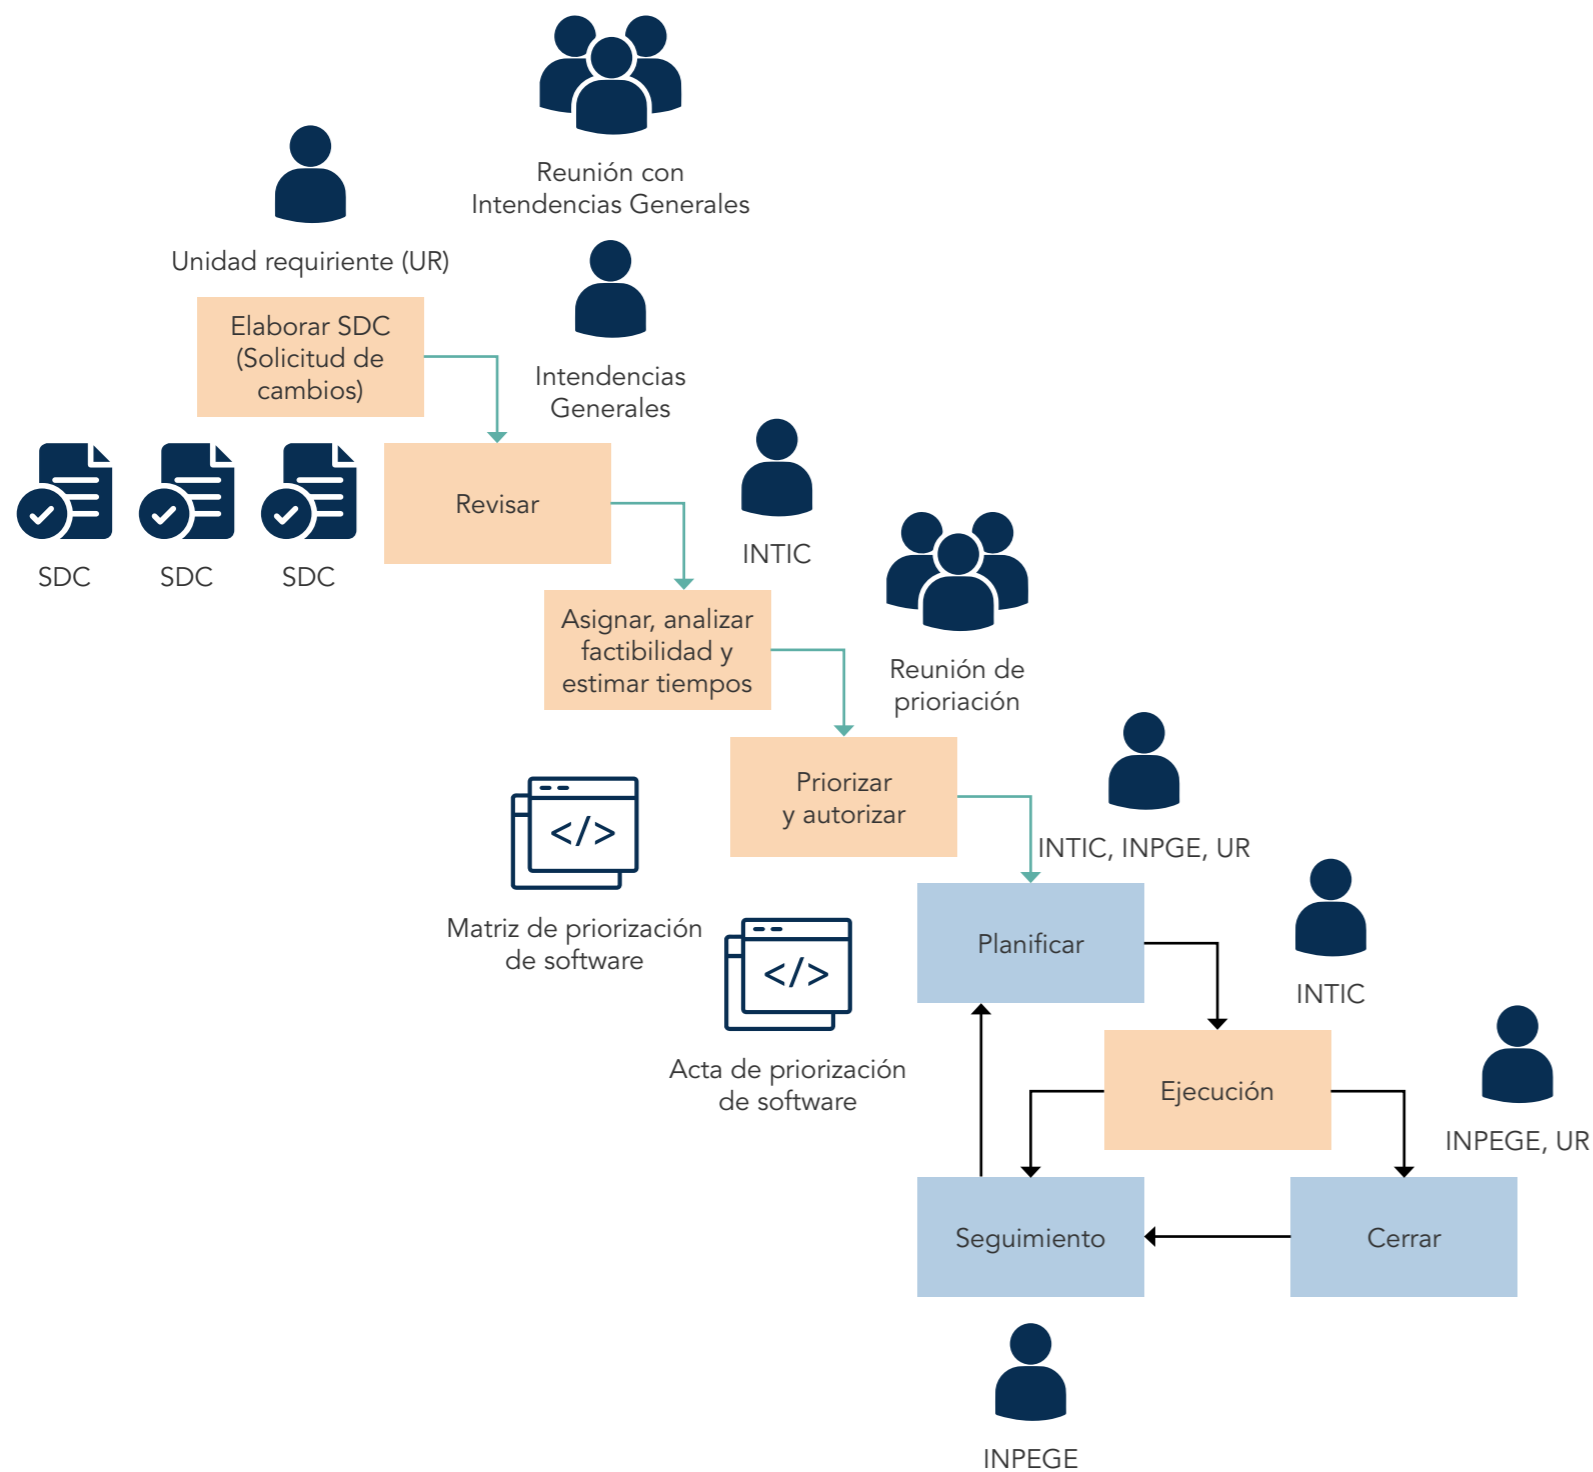 Reunión con
Intendencias Generales
Unidad requiriente (UR)
Elaborar SDC
(Solicitud de
cambios)
Intendencias
Generales
SDC
SDC
SDC
Revisar
INTIC
Asignar, analizar
factibilidad y
estimar tiempos
Reunión de
prioriación
Priorizar
y autorizar
INTIC, INPGE, UR
</>
Matriz de priorización
de software
</>
Acta de priorización
de software
Planificar
INTIC
Ejecución
INPEGE, UR
Seguimiento
Cerrar
INPEGE